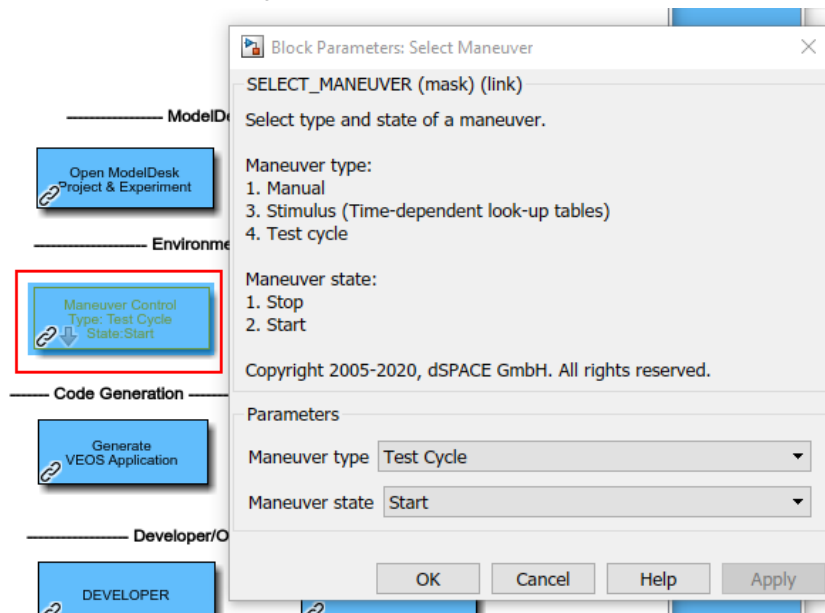 Block Parameters: Select Maneuver
SELECT_MANEUVER (mask) (link)
Select type and state of a maneuver.
Maneuver type:
1. Manual
3. Stimulus (Time-dependent look-up tables)
4. Test cycle
Maneuver state:
1. Stop
2. Start
Copyright 2005-2020, dSPACE GmbH. All rights reserved.
Parameters
Maneuver type Test Cycle
Maneuver state Start
OK Cancel Help Apply
ModelD
Open ModelDesk
Project & Experiment
Environme
Maneuver Control
Type: Test Cycle
State:Start
Code Generation
Generate
VEOS Application
Developer/O
DEVELOPER